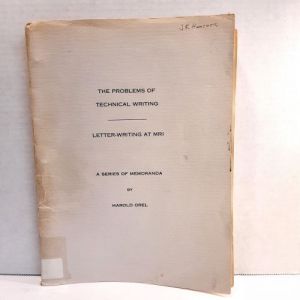 THE PROBLEMS OF
TECHNICAL WRITING
LETTER-WRITING AT MRI
A SERIES OF MEMORANDA
BY
HAROLD OREL